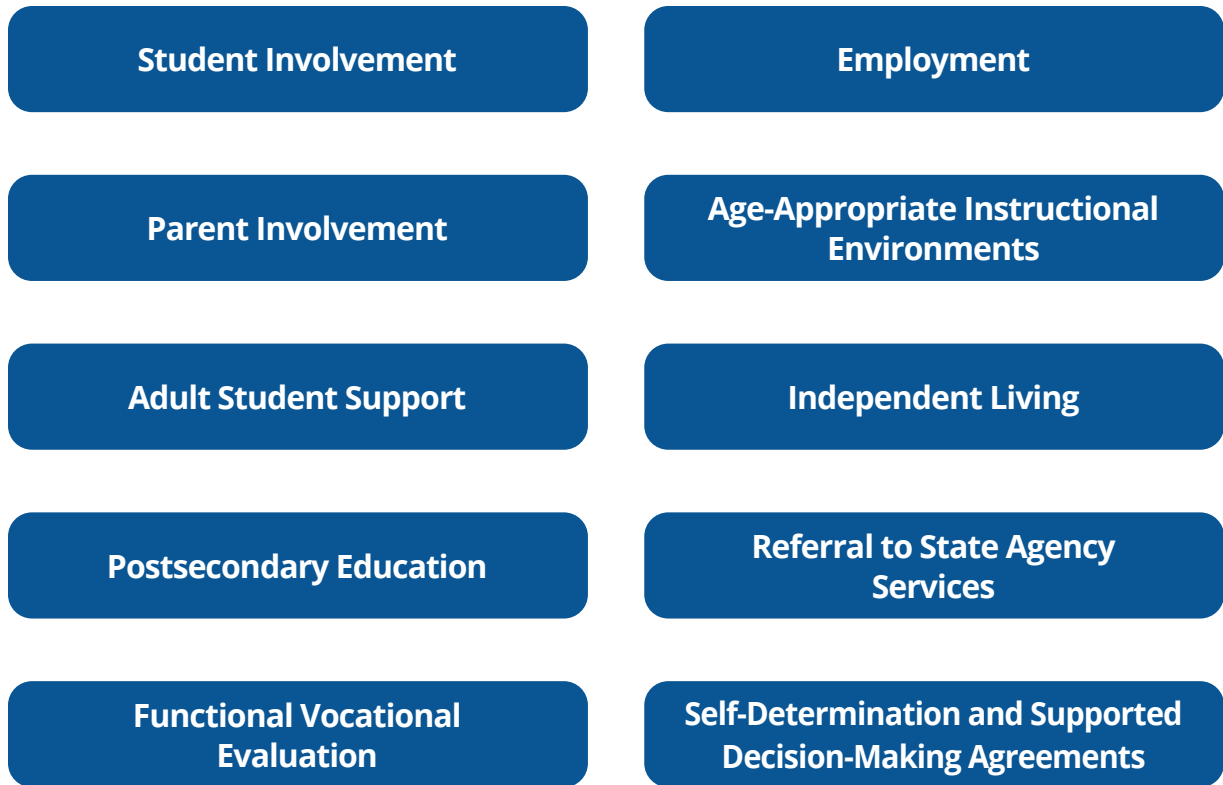 Student Involvement
Employment
Parent Involvement
Age-Appropriate Instructional
Environments
Adult Student Support
Independent Living
Postsecondary Education
Referral to State Agency
Services
Functional Vocational
Evaluation
Self-Determination and Supported
Decision-Making Agreements